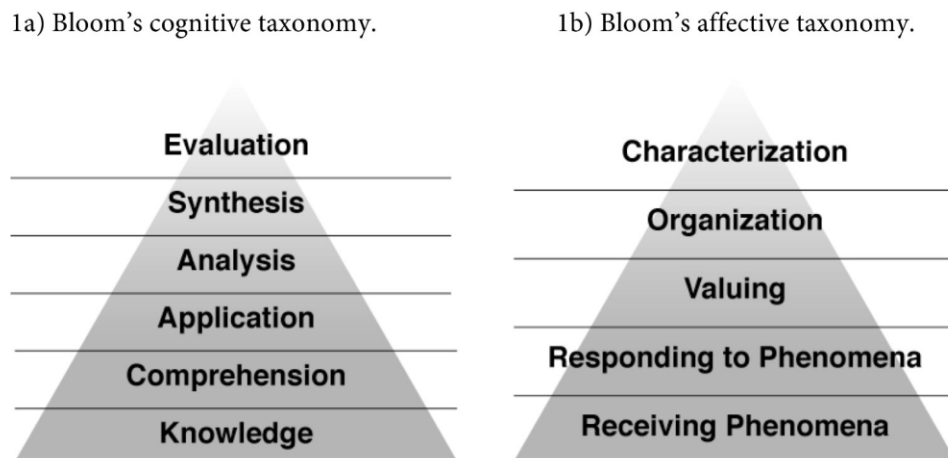 1a) Bloom’s cognitive taxonomy.
Evaluation
Synthesis
Analysis
Application
Comprehension
Knowledge
1b) Bloom’s affective taxonomy.
Characterization
Organization
Valuing
Responding to Phenomena
Receiving Phenomena